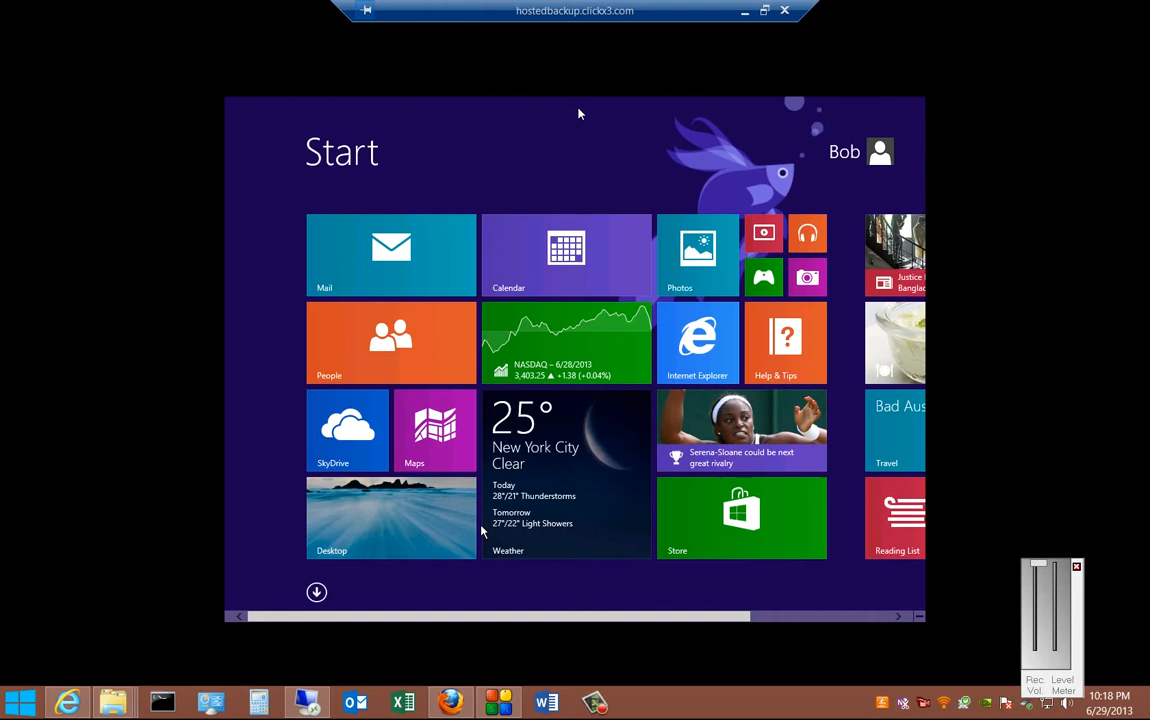 hostedbackup.clickx3.com
Start
Bob
Mail
Calendar
Photos
Justice
Bangla
People
NASDAQ – 6/28/2013
3,403.25 ▲ +1.38 (+0.04%)
Internet Explorer
Help & Tips
SkyDrive
Maps
25°
New York City
Clear
Today
28°/21° Thunderstorms
Tomorrow
27°/22° Light Showers
Weather
Serena-Sloane could be next
great rivalry
Bad Aus
Travel
Desktop
Store
Reading List
Rec. Level
Vol. Meter
10:18 PM
6/29/2013